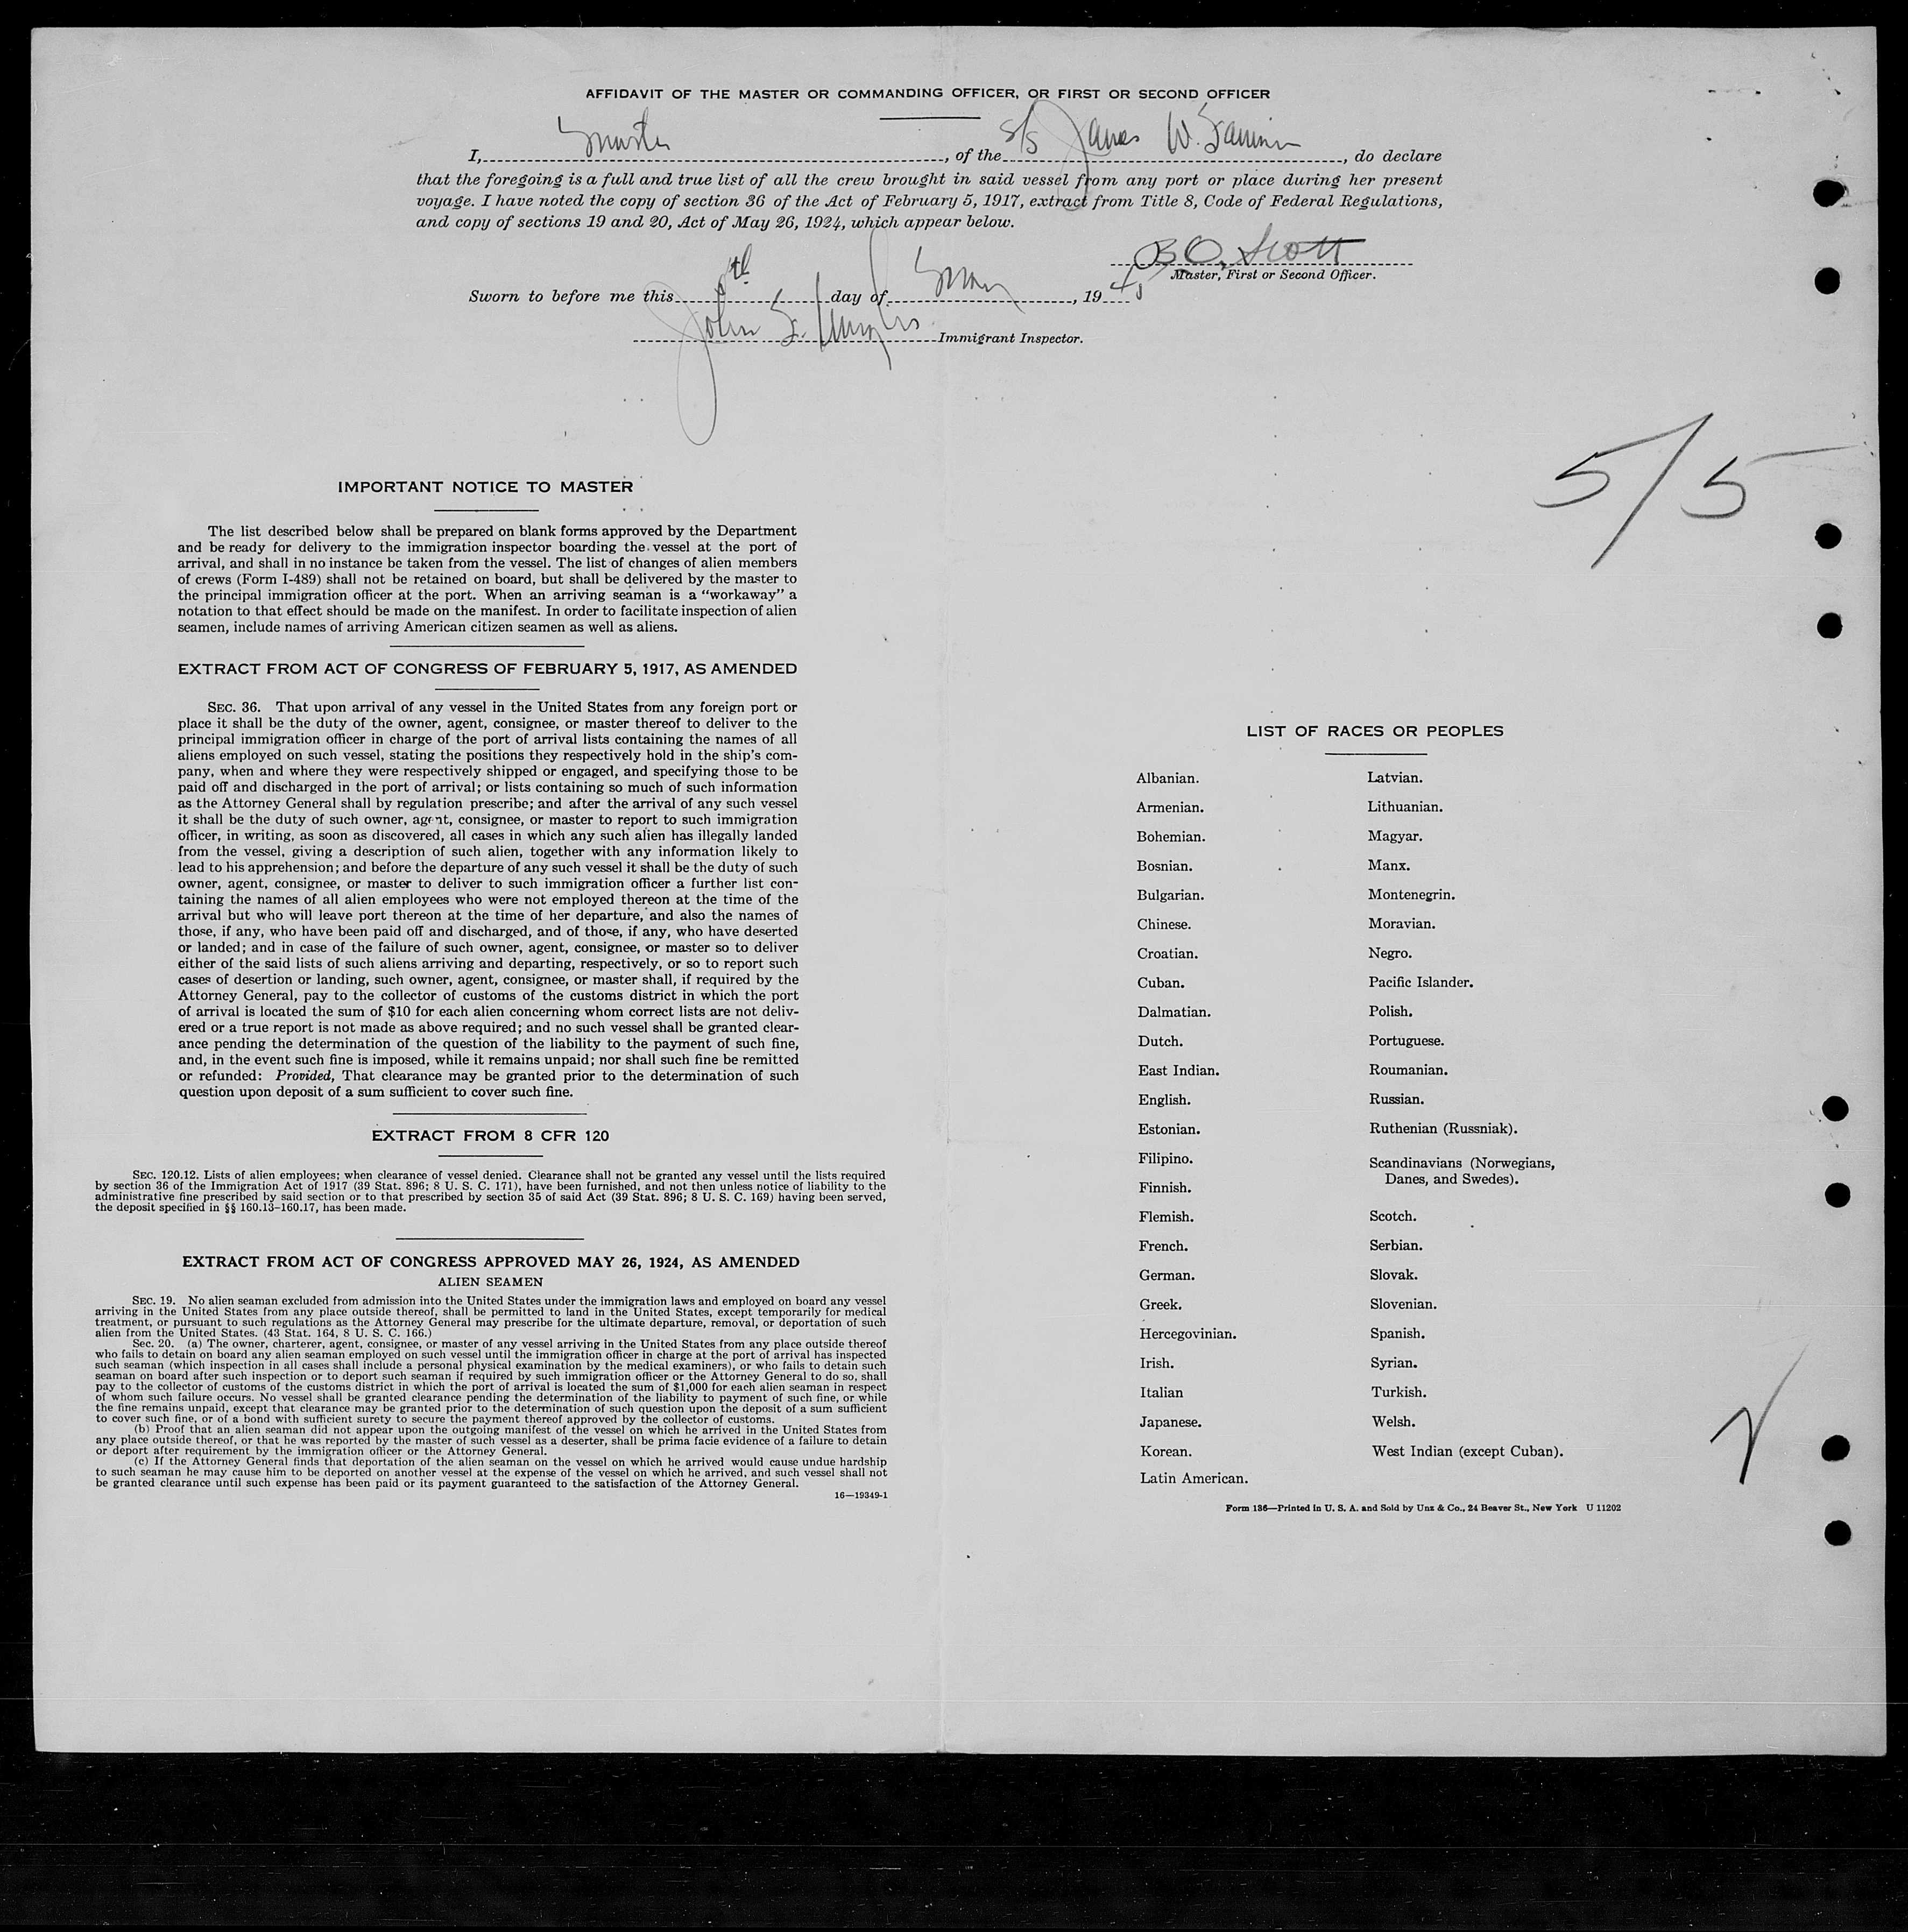 AFFIDAVIT OF THE MASTER OR COMMANDING OFFICER, OR FIRST OR SECOND OFFICER
I, Master, of the S/S James W., do declare
that the foregoing is a full and true list of all the crew brought in said vessel from any port or place during her present
voyage. I have noted the copy of section 36 of the Act of February 5, 1917, extract from Title 8, Code of Federal Regulations,
and copy of sections 19 and 20, Act of May 26, 1924, which appear below.
B.O. Scott
Master, First or Second Officer.
Sworn to before me this 5th day of May, 194
John Immigrant Inspector.
5/5
IMPORTANT NOTICE TO MASTER
The list described below shall be prepared on blank forms approved by the Department
and be ready for delivery to the immigration inspector boarding the vessel at the port of
arrival, and shall in no instance be taken from the vessel. The list of changes of alien members
of crews (Form I-489) shall not be retained on board, but shall be delivered by the master to
the principal immigration officer at the port. When an arriving seaman is a "workaway" a
notation to that effect should be made on the manifest. In order to facilitate inspection of alien
seamen, include names of arriving American citizen seamen as well as aliens.
EXTRACT FROM ACT OF CONGRESS OF FEBRUARY 5, 1917, AS AMENDED
SEC. 36. That upon arrival of any vessel in the United States from any foreign port or
place it shall be the duty of the owner, agent, consignee, or master thereof to deliver to the
principal immigration officer in charge of the port of arrival lists containing the names of all
aliens employed on such vessel, stating the positions they respectively hold in the ship's com-
pany, when and where they were respectively shipped or engaged, and specifying those to be
paid off and discharged in the port of arrival; or lists containing so much of such information
as the Attorney General shall by regulation prescribe; and after the arrival of any such vessel
it shall be the duty of such owner, agent, consignee, or master to report to such immigration
officer, in writing, as soon as discovered, all cases in which any such alien has illegally landed
from the vessel, giving a description of such alien, together with any information likely to
lead to his apprehension; and before the departure of any such vessel it shall be the duty of such
owner, agent, consignee, or master to deliver to such immigration officer a further list con-
taining the names of all alien employees who were not employed thereon at the time of the
arrival but who will leave port thereon at the time of her departure, and also the names of
those, if any, who have been paid off and discharged, and of those, if any, who have deserted
or landed; and in case of the failure of such owner, agent, consignee, or master so to deliver
either of the said lists of such aliens arriving and departing, respectively, or so to report such
cases of desertion or landing, such owner, agent, consignee, or master shall, if required by the
Attorney General, pay to the collector of customs of the customs district in which the port
of arrival is located the sum of $10 for each alien concerning whom correct lists are not deliv-
ered or a true report is not made as above required; and no such vessel shall be granted clear-
ance pending the determination of the question of the liability to the payment of such fine,
and, in the event such fine is imposed, while it remains unpaid; nor shall such fine be remitted
or refunded: Provided, That clearance may be granted prior to the determination of such
question upon deposit of a sum sufficient to cover such fine.
EXTRACT FROM 8 CFR 120
SEC. 120.12. Lists of alien employees; when clearance of vessel denied. Clearance shall not be granted any vessel until the lists required
by section 36 of the Immigration Act of 1917 (39 Stat. 896; 8 U. S. C. 171), have been furnished, and not then unless notice of liability to the
administrative fine prescribed by said section or to that prescribed by section 35 of said Act (39 Stat. 896; 8 U. S. C. 169) having been served,
the deposit specified in §§ 160.13–160.17, has been made.
EXTRACT FROM ACT OF CONGRESS APPROVED MAY 26, 1924, AS AMENDED
ALIEN SEAMEN
SEC. 19. No alien seaman excluded from admission into the United States under the immigration laws and employed on board any vessel
arriving in the United States from any place outside thereof, shall be permitted to land in the United States, except temporarily for medical
treatment, or pursuant to such regulations as the Attorney General may prescribe for the ultimate departure, removal, or deportation of such
alien from the United States. (43 Stat. 164, 8 U. S. C. 166.)
Sec. 20. (a) The owner, charterer, agent, consignee, or master of any vessel arriving in the United States from any place outside thereof
who fails to detain on board any alien seaman employed on such vessel until the immigration officer in charge at the port of arrival has inspected
such seaman (which inspection in all cases shall include a personal physical examination by the medical examiners), or who fails to detain such
seaman on board after such inspection or to deport such seaman if required by such immigration officer or the Attorney General to do so, shall
pay to the collector of customs of the customs district in which the port of arrival is located the sum of $1,000 for each alien seaman in respect
of whom such failure occurs. No vessel shall be granted clearance pending the determination of the liability to payment of such fine, or while
the fine remains unpaid, except that clearance may be granted prior to the determination of such question upon the deposit of a sum sufficient
to cover such fine, or of a bond with sufficient surety to secure the payment thereof approved by the collector of customs.
(b) Proof that an alien seaman did not appear upon the outgoing manifest of the vessel on which he arrived in the United States from
any place outside thereof, or that he was reported by the master of such vessel as a deserter, shall be prima facie evidence of a failure to detain
or deport after requirement by the immigration officer or the Attorney General.
(c) If the Attorney General finds that deportation of the alien seaman on the vessel on which he arrived would cause undue hardship
to such seaman he may cause him to be deported on another vessel at the expense of the vessel on which he arrived, and such vessel shall not
be granted clearance until such expense has been paid or its payment guaranteed to the satisfaction of the Attorney General.
16—19349-1
LIST OF RACES OR PEOPLES
Albanian.
Armenian.
Bohemian.
Bosnian.
Bulgarian.
Chinese.
Croatian.
Cuban.
Dalmatian.
Dutch.
East Indian.
English.
Estonian.
Filipino.
Finnish.
Flemish.
French.
German.
Greek.
Hercegovinian.
Irish.
Italian
Japanese.
Korean.
Latin American.
Latvian.
Lithuanian.
Magyar.
Manx.
Montenegrin.
Moravian.
Negro.
Pacific Islander.
Polish.
Portuguese.
Roumanian.
Russian.
Ruthenian (Russniak).
Scandinavians (Norwegians,
Danes, and Swedes).
Scotch.
Serbian.
Slovak.
Slovenian.
Spanish.
Syrian.
Turkish.
Welsh.
West Indian (except Cuban).
Form 136—Printed in U. S. A. and Sold by Unz & Co., 24 Beaver St., New York U 11202